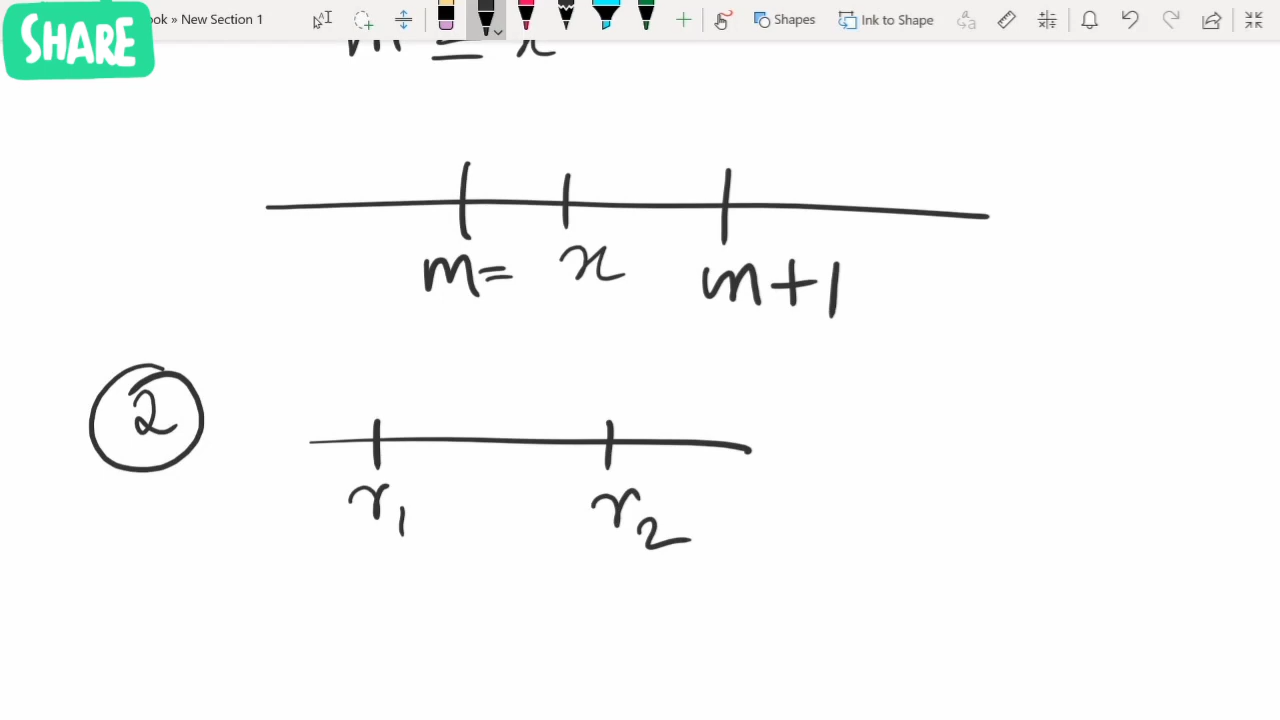 SHARE
ook » New Section 1
Shapes
Ink to Shape
m = x
m= x m+1
2
r1 r2